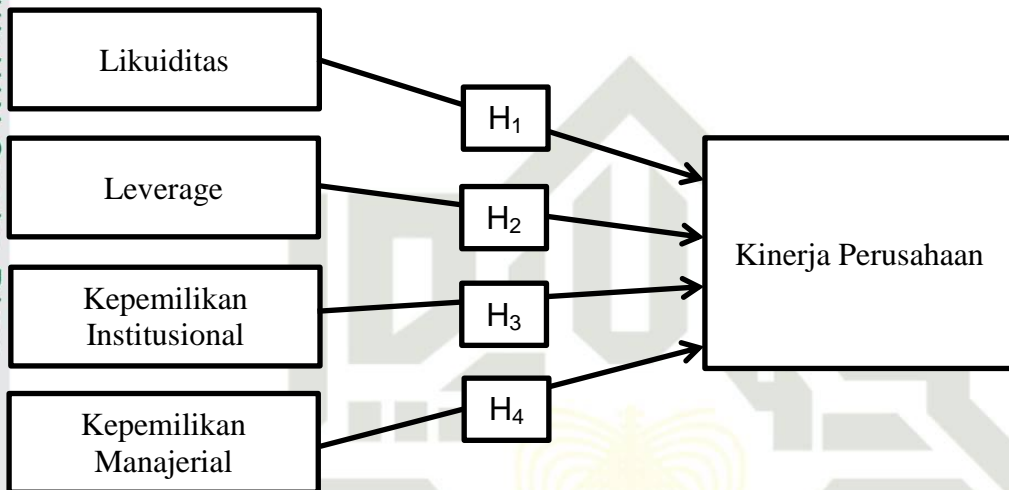 Likuiditas
H₁
Leverage
H₂
Kinerja Perusahaan
Kepemilikan
Institusional
H₃
Kepemilikan
Manajerial
H₄